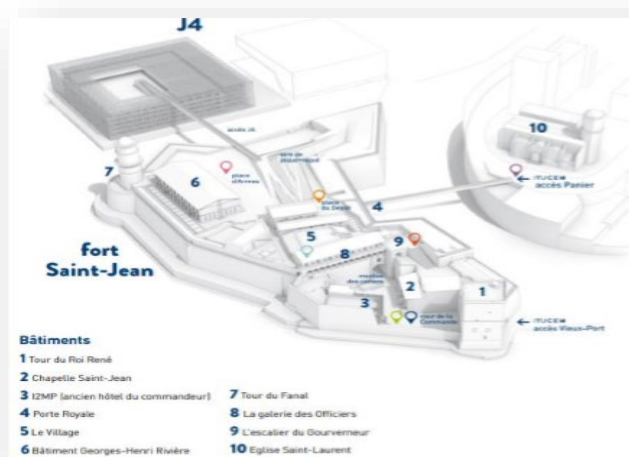 J4
accès J4
10
7
6
place d'Armes
4
MUCEM
accès Panier
fort
Saint-Jean
5
8
9
2
3
1
MUCEM
accès Vieux-Port
Bâtiments
1 Tour du Roi René
2 Chapelle Saint-Jean
3 I2MP (ancien hôtel du commandeur)
4 Porte Royale
5 Le Village
6 Bâtiment Georges-Henri Rivière
7 Tour du Fanal
8 La galerie des Officiers
9 L'escalier du Gourverneur
10 Eglise Saint-Laurent